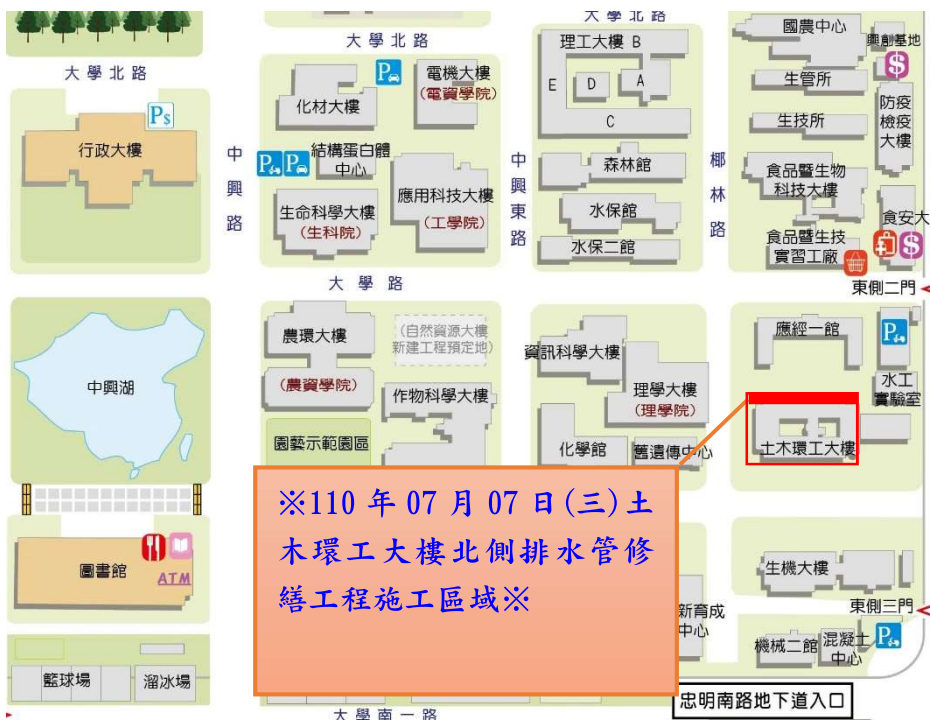 大學北路
大學北路
大學北路
行政大樓
Ps
中興路
化材大樓
P
電機大樓
(電資學院)
P
P
結構蛋白體
中心
生命科學大樓
(生科院)
應用科技大樓
(工學院)
中興東路
理工大樓 B
E
D
A
C
森林館
水保館
水保二館
椰林路
國農中心
興創基地
$
生管所
生技所
防疫
檢疫
大樓
食品暨生物
科技大樓
食品暨生技
實習工廠
食安大
$
東側二門
大學路
中興湖
農環大樓
(農資學院)
(自然資源大樓
新建工程預定地)
作物科學大樓
園藝示範園區
資訊科學大樓
理學大樓
(理學院)
化學館
舊遺傳中心
應經一館
P
水工
實驗室
土木環工大樓
※110 年 07 月 07 日(三)土
木環工大樓北側排水管修
繕工程施工區域※
圖書館
ATM
籃球場
溜冰場
新育成
中心
生機大樓
東側三門
機械二館
混凝土
中心
P
忠明南路地下道入口
大學南一路